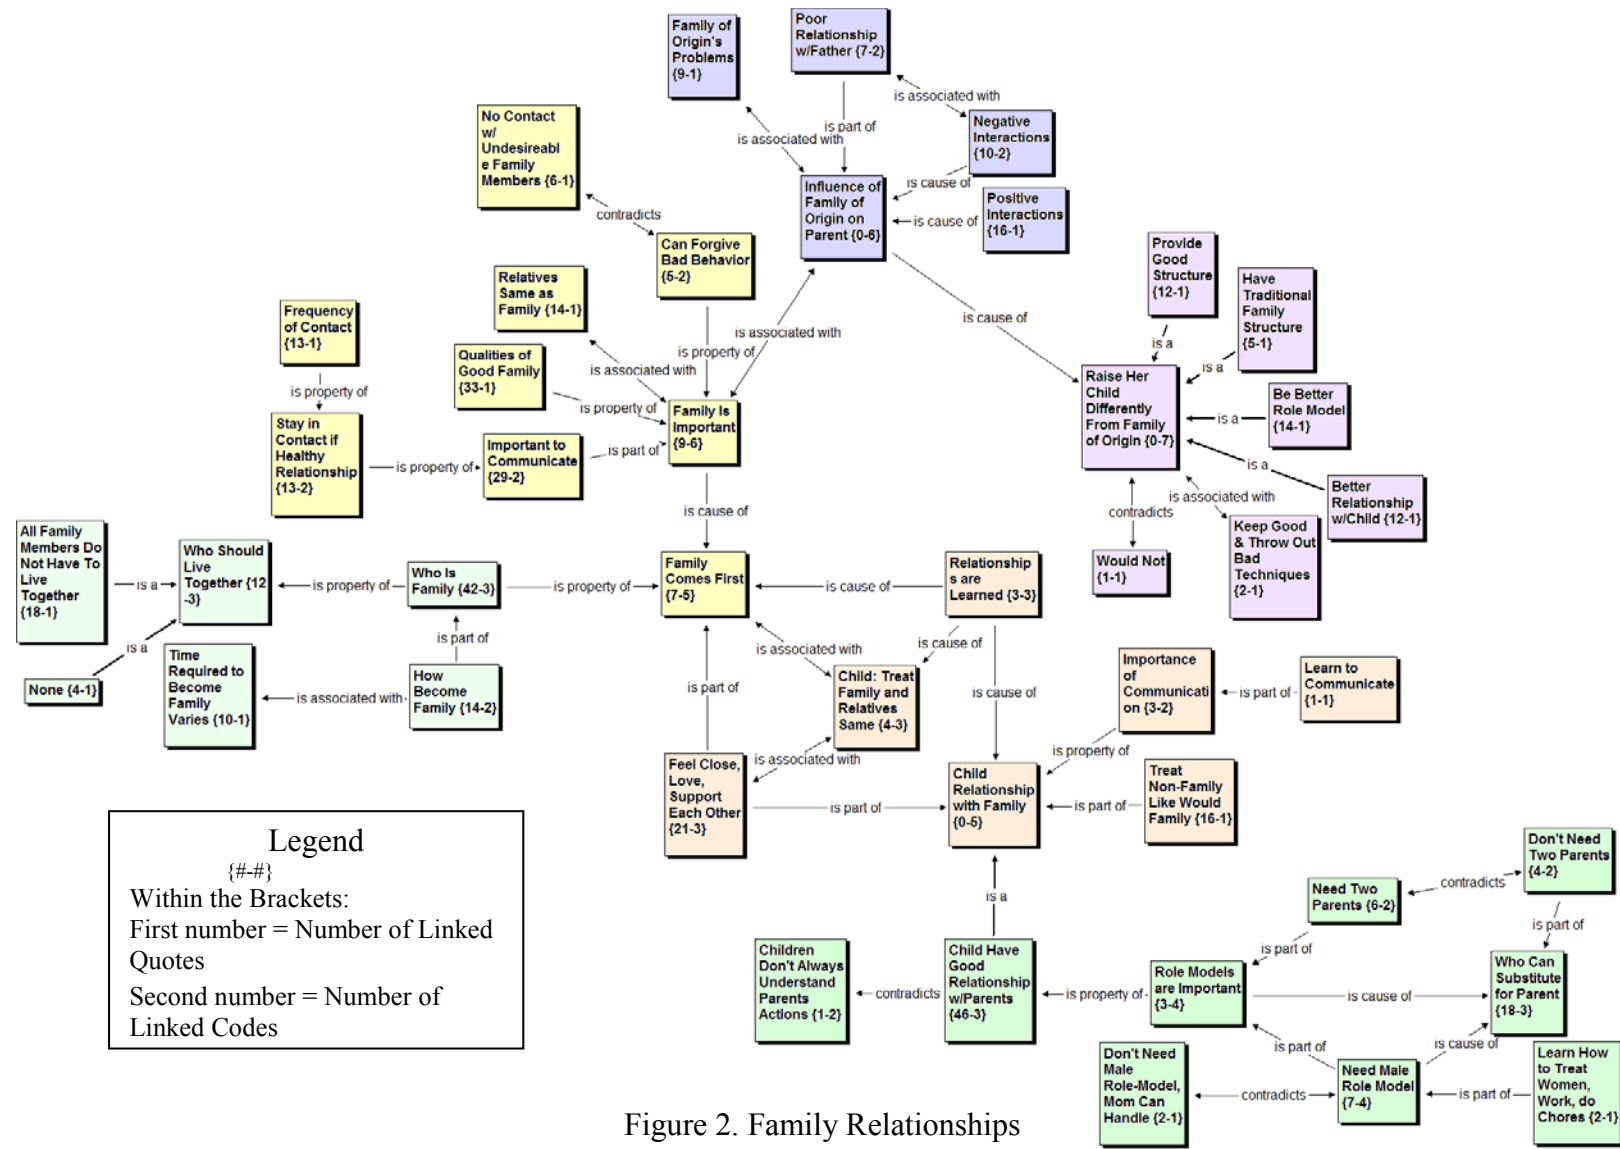 Family of
Origin's
Problems
{9-1}
Poor
Relationship
w/Father {7-2}
is associated with
is part of
is associated with
Negative
Interactions
{10-2}
is cause of
Influence of
Family of
Origin on
Parent {0-6}
is cause of
Positive
Interactions
{16-1}
No Contact
w/
Undesireabl
e Family
Members {6-1}
contradicts
Can Forgive
Bad Behavior
{5-2}
Relatives
Same as
Family {14-1}
is associated with
is property of
is associated with
is cause of
Provide
Good
Structure
{12-1}
Have
Traditional
Family
Structure
{5-1}
is a
is a
Frequency
of Contact
{13-1}
is property of
Qualities of
Good Family
{33-1}
is property of
Family Is
Important
{9-6}
Raise Her
Child
Differently
From Family
of Origin {0-7}
is a
Be Better
Role Model
{14-1}
is a
Better
Relationship
w/Child {12-1}
is associated with
contradicts
Would Not
{1-1}
Keep Good
& Throw Out
Bad
Techniques
{2-1}
Stay in
Contact if
Healthy
Relationship
{13-2}
is property of
Important to
Communicate
{29-2}
is part of
is cause of
All Family
Members Do
Not Have To
Live
Together
{18-1}
is a
Who Should
Live
Together {12
-3}
is property of
Who Is
Family {42-3}
is property of
Family
Comes First
{7-5}
is cause of
Relationship
s are
Learned {3-3}
is a
None {4-1}
Time
Required to
Become
Family
Varies {10-1}
is associated with
is part of
How
Become
Family {14-2}
is part of
is associated with
is cause of
is cause of
Child: Treat
Family and
Relatives
Same {4-3}
is associated with
Importance
of
Communicati
on {3-2}
is part of
Learn to
Communicate
{1-1}
is property of
Feel Close,
Love,
Support
Each Other
{21-3}
is part of
Child
Relationship
with Family
{0-5}
is part of
Treat
Non-Family
Like Would
Family {16-1}
Legend
{#-#}
Within the Brackets:
First number = Number of Linked
Quotes
Second number = Number of
Linked Codes
is a
Children
Don't Always
Understand
Parents
Actions {1-2}
contradicts
Child Have
Good
Relationship
w/Parents
{46-3}
is property of
Role Models
are Important
{3-4}
is part of
Need Two
Parents {6-2}
contradicts
Don't Need
Two Parents
{4-2}
is part of
is cause of
Who Can
Substitute
for Parent
{18-3}
is part of
is cause of
Don't Need
Male
Role-Model,
Mom Can
Handle {2-1}
contradicts
Need Male
Role Model
{7-4}
is part of
Learn How
to Treat
Women,
Work, do
Chores {2-1}
Figure 2. Family Relationships